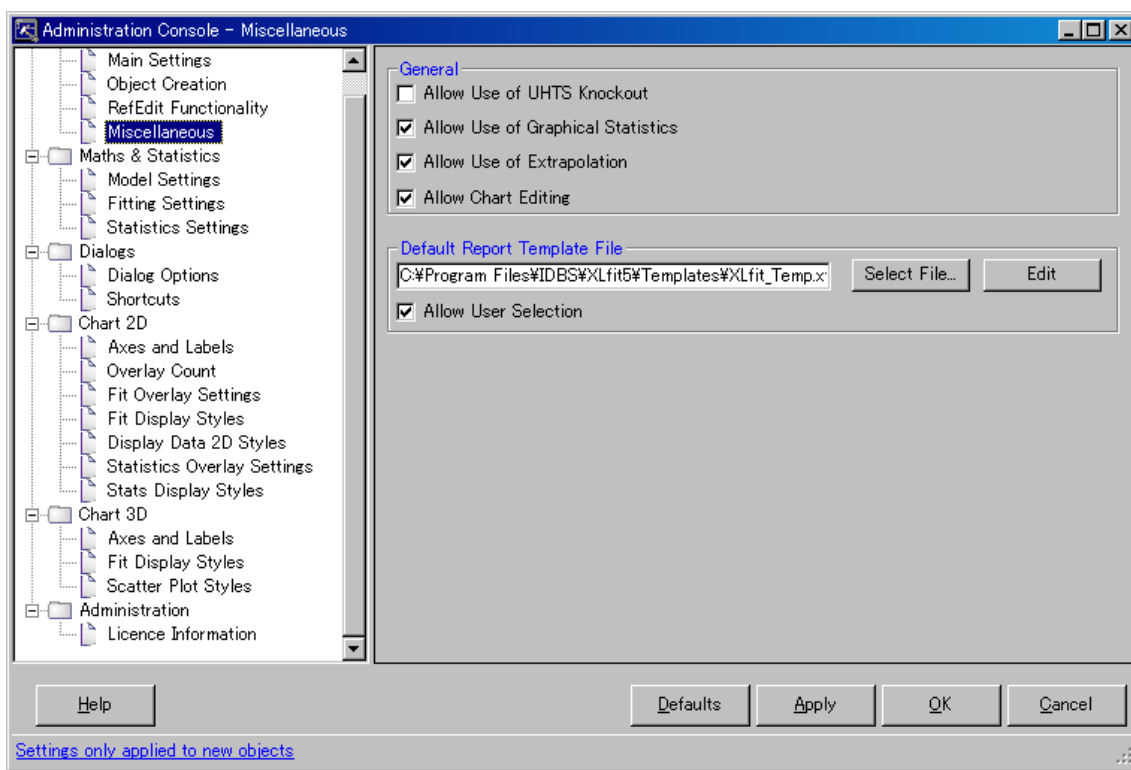 Administration Console - Miscellaneous
Main Settings
Object Creation
RefEdit Functionality
Miscellaneous
Maths & Statistics
Model Settings
Fitting Settings
Statistics Settings
Dialogs
Dialog Options
Shortcuts
Chart 2D
Axes and Labels
Overlay Count
Fit Overlay Settings
Fit Display Styles
Display Data 2D Styles
Statistics Overlay Settings
Stats Display Styles
Chart 3D
Axes and Labels
Fit Display Styles
Scatter Plot Styles
Administration
Licence Information
General
Allow Use of UHTS Knockout
Allow Use of Graphical Statistics
Allow Use of Extrapolation
Allow Chart Editing
Default Report Template File
C:¥Program Files¥IDBS¥XLfit5¥Templates¥XLfit_Temp.x
Select File...
Edit
Allow User Selection
Help
Defaults
Apply
OK
Cancel
Settings only applied to new objects